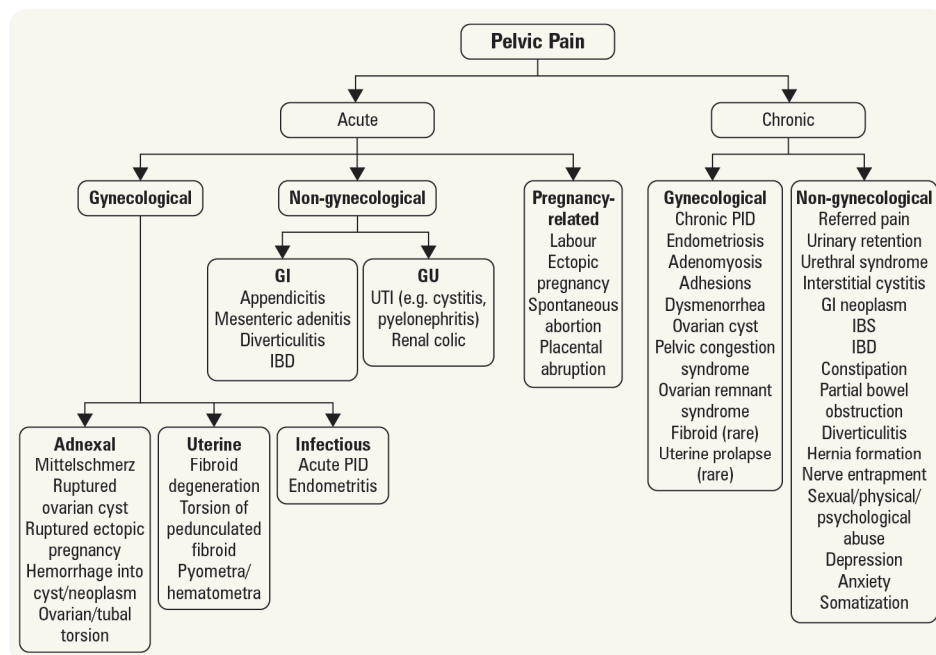 Pelvic Pain
Acute
Chronic
Gynecological
Non-gynecological
Pregnancy-
related
Labour
Ectopic
pregnancy
Spontaneous
abortion
Placental
abruption
Gynecological
Chronic PID
Endometriosis
Adenomyosis
Adhesions
Dysmenorrhea
Ovarian cyst
Pelvic congestion
syndrome
Ovarian remnant
syndrome
Fibroid (rare)
Uterine prolapse
(rare)
Non-gynecological
Referred pain
Urinary retention
Urethral syndrome
Interstitial cystitis
GI neoplasm
IBS
IBD
Constipation
Partial bowel
obstruction
Diverticulitis
Hernia formation
Nerve entrapment
Sexual/physical/
psychological
abuse
Depression
Anxiety
Somatization
GI
Appendicitis
Mesenteric adenitis
Diverticulitis
IBD
GU
UTI (e.g. cystitis,
pyelonephritis)
Renal colic
Adnexal
Mittelschmerz
Ruptured
ovarian cyst
Ruptured ectopic
pregnancy
Hemorrhage into
cyst/neoplasm
Ovarian/tubal
torsion
Uterine
Fibroid
degeneration
Torsion of
pedunculated
fibroid
Pyometra/
hematometra
Infectious
Acute PID
Endometritis